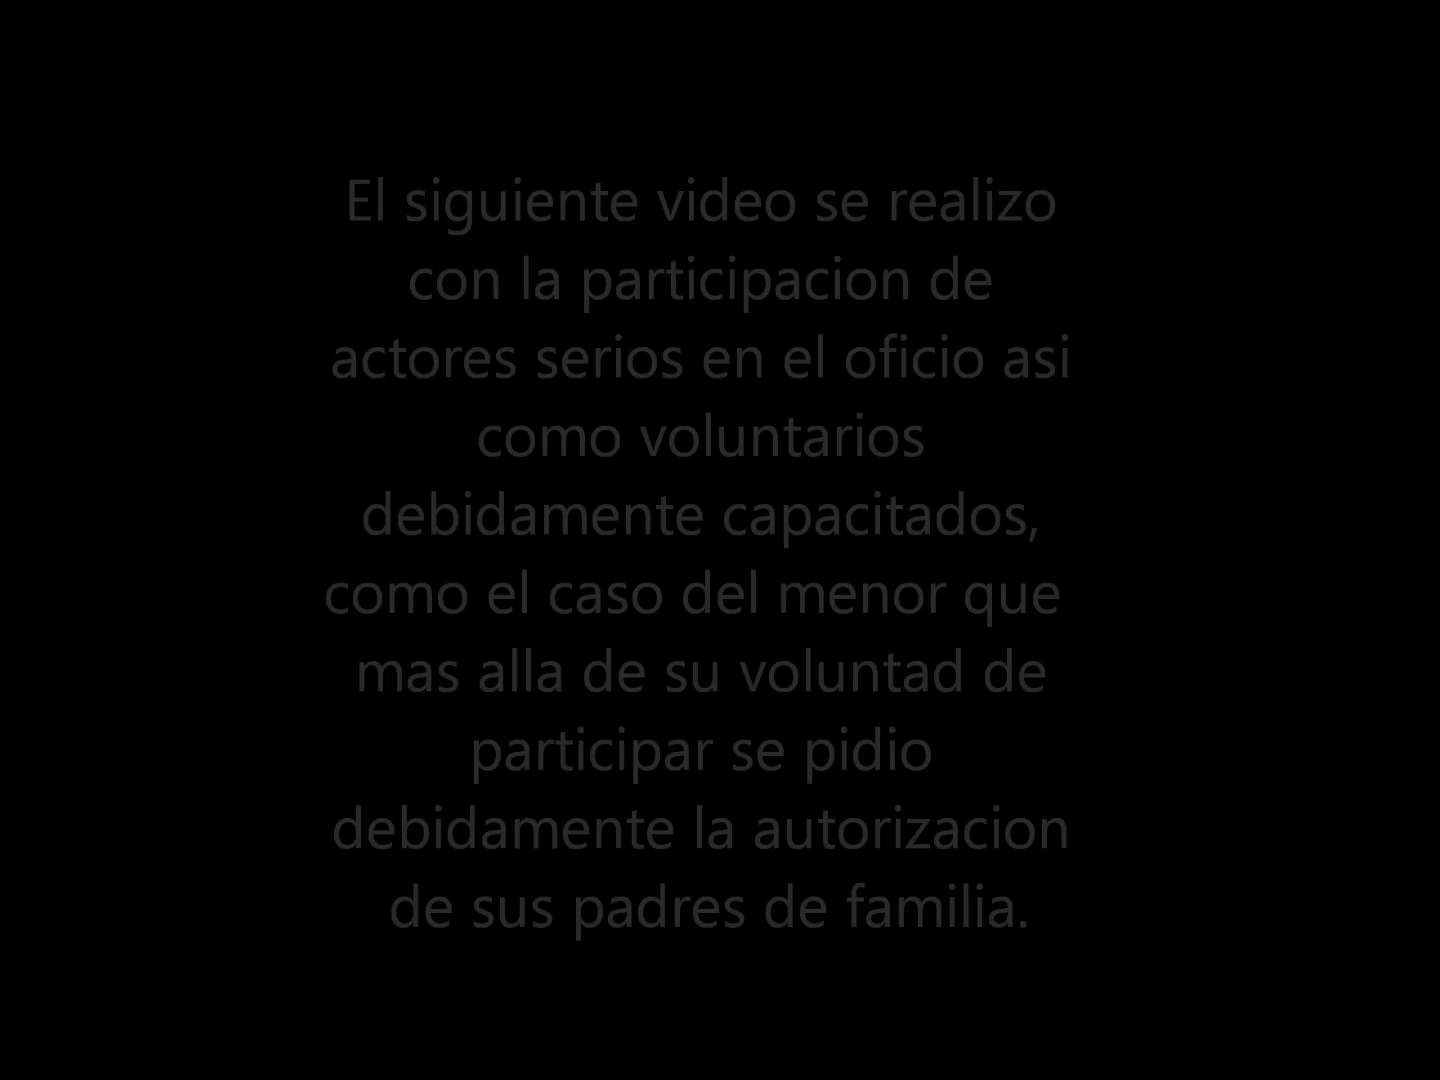 El siguiente video se realizo
con la participacion de
actores serios en el oficio asi
como voluntarios
debidamente capacitados,
como el caso del menor que
mas alla de su voluntad de
participar se pidio
debidamente la autorizacion
de sus padres de familia.